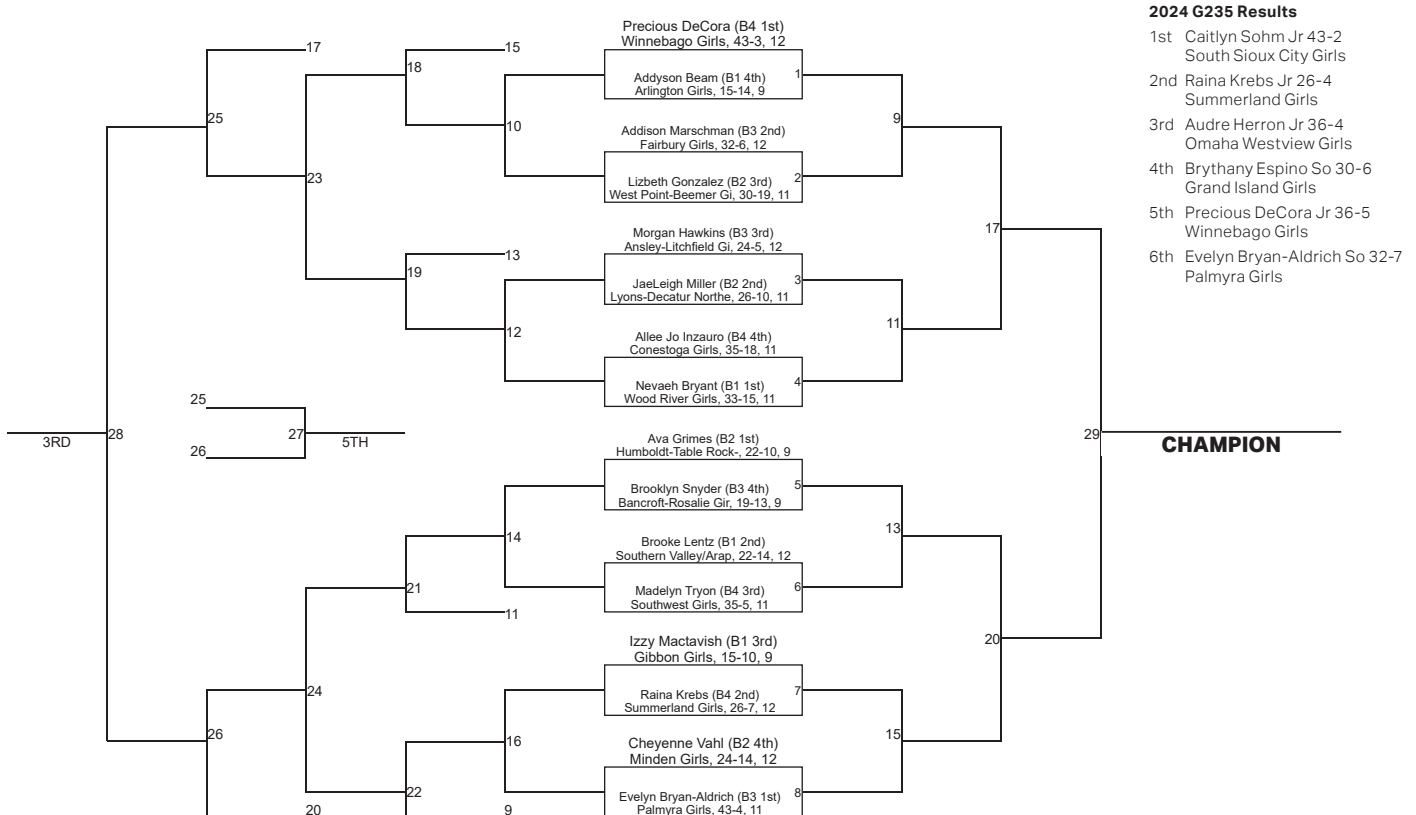 2024 G235 Results
1st Caitlyn Sohm Jr 43-2
South Sioux City Girls
2nd Raina Krebs Jr 26-4
Summerland Girls
3rd Audre Herron Jr 36-4
Omaha Westview Girls
4th Brythany Espino So 30-6
Grand Island Girls
5th Precious DeCora Jr 36-5
Winnebago Girls
6th Evelyn Bryan-Aldrich So 32-7
Palmyra Girls
Precious DeCora (B4 1st)
Winnebago Girls, 43-3, 12
Addyson Beam (B1 4th)
Arlington Girls, 15-14, 9
1
Addison Marschman (B3 2nd)
Fairbury Girls, 32-6, 12
Lizbeth Gonzalez (B2 3rd)
West Point-Beemer Gi, 30-19, 11
2
Morgan Hawkins (B3 3rd)
Ansley-Litchfield Gi, 24-5, 12
JaeLeigh Miller (B2 2nd)
Lyons-Decatur Northe, 26-10, 11
3
Allee Jo Inzauro (B4 4th)
Conestoga Girls, 35-18, 11
Nevaeh Bryant (B1 1st)
Wood River Girls, 33-15, 11
4
Ava Grimes (B2 1st)
Humboldt-Table Rock-, 22-10, 9
Brooklyn Snyder (B3 4th)
Bancroft-Rosalie Gir, 19-13, 9
5
Brooke Lentz (B1 2nd)
Southern Valley/Arap, 22-14, 12
Madelyn Tryon (B4 3rd)
Southwest Girls, 35-5, 11
6
Izzy Mactavish (B1 3rd)
Gibbon Girls, 15-10, 9
Raina Krebs (B4 2nd)
Summerland Girls, 26-7, 12
7
Cheyenne Vahl (B2 4th)
Minden Girls, 24-14, 12
Evelyn Bryan-Aldrich (B3 1st)
Palmyra Girls, 43-4, 11
8
9
11
13
15
17
20
29
CHAMPION
17
15
18
25
10
23
13
19
12
25
27
5TH
26
3RD
28
14
21
11
24
26
16
22
20
9